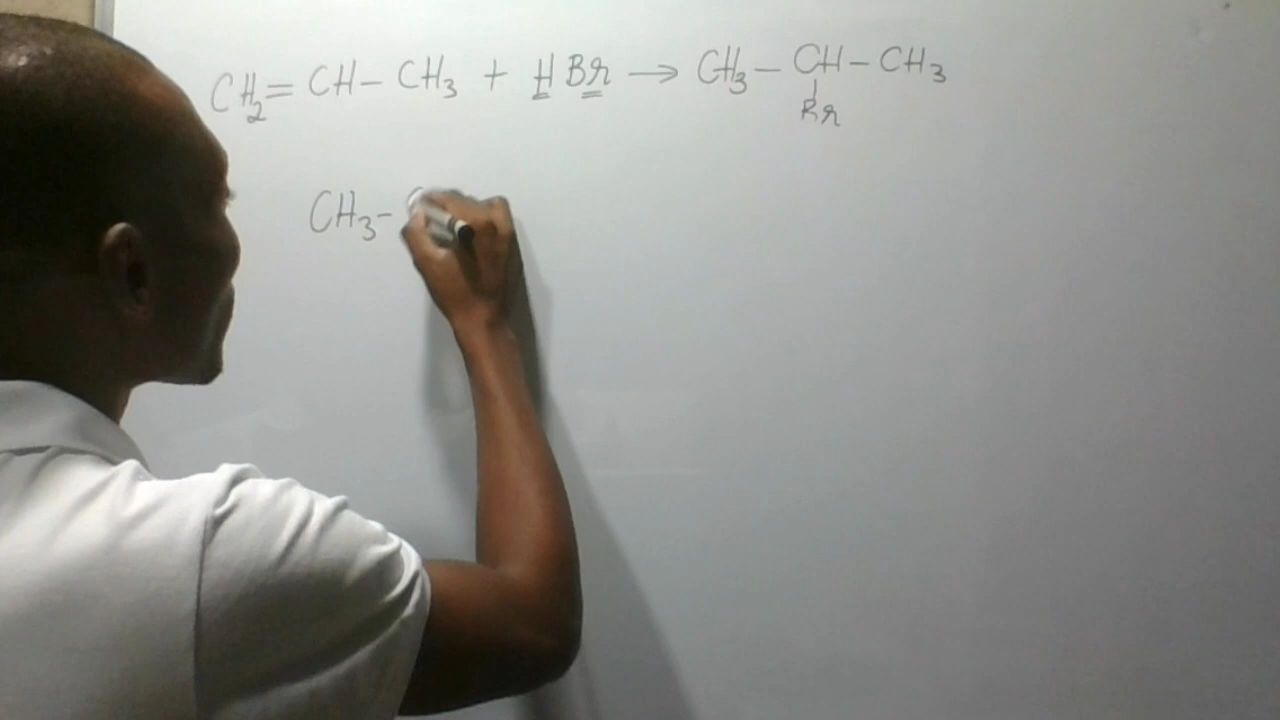 CH₂ = CH – CH₃ + HBr → CH₃ – CH – CH₃
Br
CH₃ –